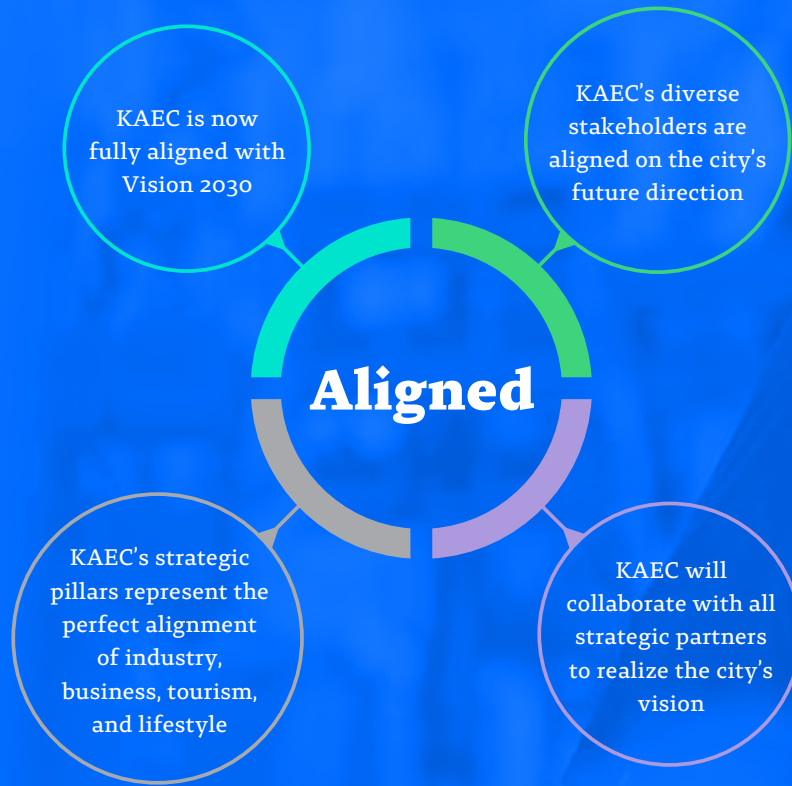 KAEC is now
fully aligned with
Vision 2030
KAEC's diverse
stakeholders are
aligned on the city's
future direction
Aligned
KAEC's strategic
pillars represent the
perfect alignment
of industry,
business, tourism,
and lifestyle
KAEC will
collaborate with all
strategic partners
to realize the city's
vision